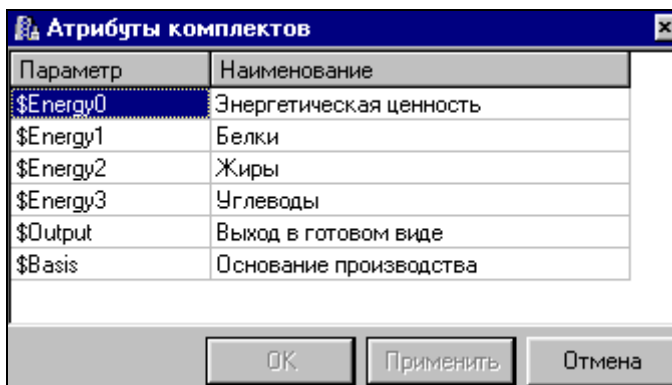 Атрибуты комплектов
Параметр Наименование
$Energy0 Энергетическая ценность
$Energy1 Белки
$Energy2 Жиры
$Energy3 Углеводы
$Output Выход в готовом виде
$Basis Основание производства
OK Применить Отмена